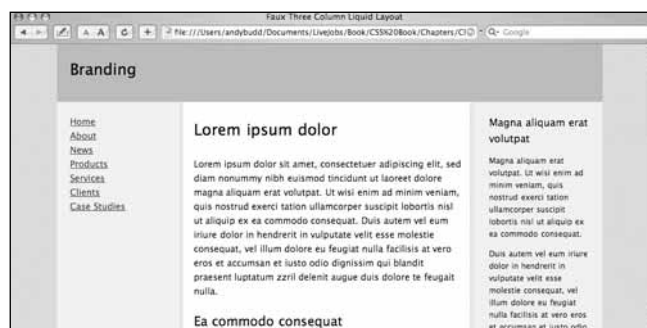 Faux Three Column Liquid Layout
A A
file:///Users/andybudd/Documents/LiveJobs/Book/CSS%20Book/Chapters/Ch
Google
Branding
Home
About
News
Products
Services
Clients
Case Studies
Lorem ipsum dolor
Lorem ipsum dolor sit amet, consectetuer adipiscing elit, sed
diam nonummy nibh euismod tincidunt ut laoreet dolore
magna aliquam erat volutpat. Ut wisi enim ad minim veniam,
quis nostrud exerci tation ullamcorper suscipit lobortis nisl
ut aliquip ex ea commodo consequat. Duis autem vel eum
iriure dolor in hendrerit in vulputate velit esse molestie
consequat, vel illum dolore eu feugiat nulla facilisis at vero
eros et accumsan et iusto odio dignissim qui blandit
praesent luptatum zzril delenit augue duis dolore te feugait
nulla.
Ea commodo consequat
Magna aliquam erat
volutpat
Magna aliquam erat
volutpat. Ut wisi enim ad
minim veniam, quis
nostrud exerci tation
ullamcorper suscipit
lobortis nisl ut aliquip ex
ea commodo consequat.
Duis autem vel eum iriure
dolor in hendrerit in
vulputate velit esse
molestie consequat, vel
illum dolore eu feugiat
nulla facilisis at vero eros
et accumsan et iusto odio